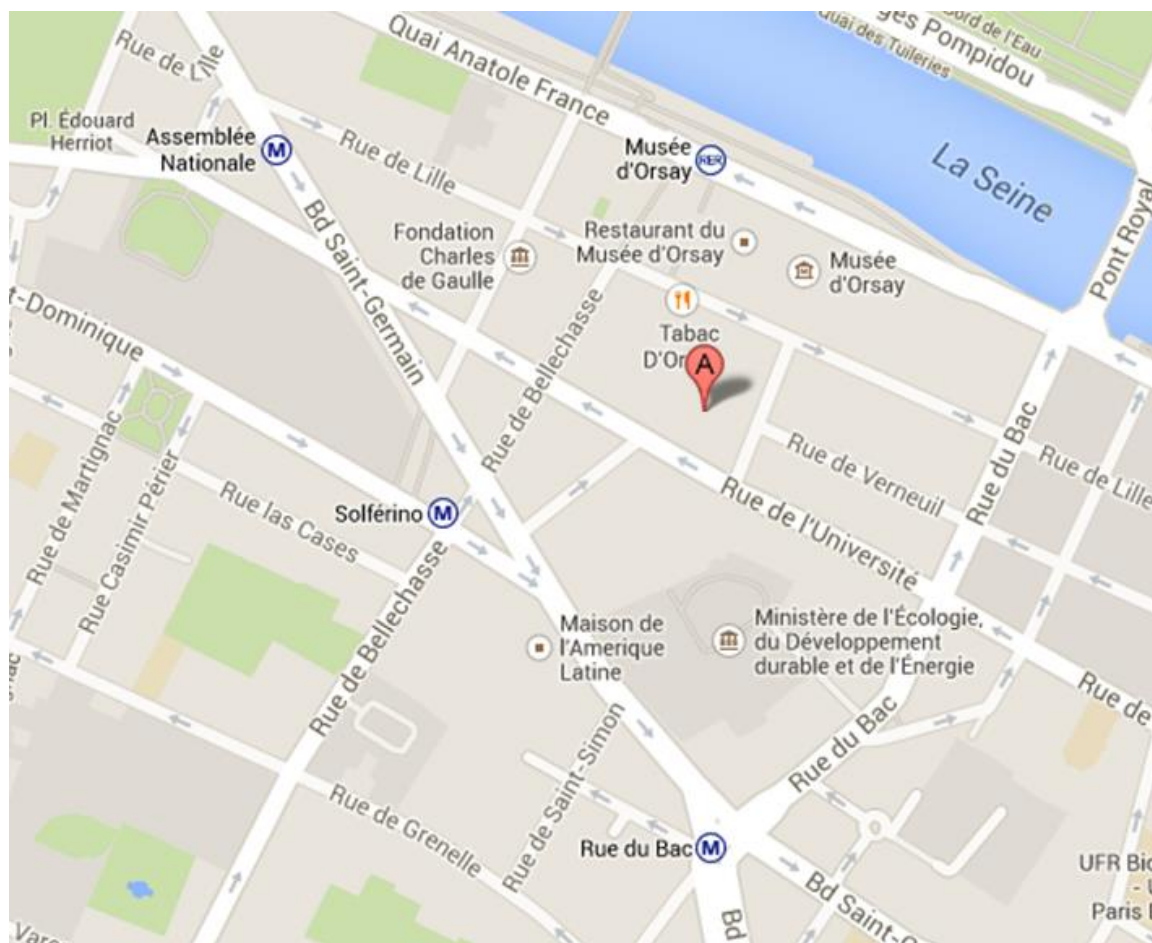 Bord de l'Eau
ges Pompidou
Quai des Tuileries
Rue de Lille
Quai Anatole France
Pl. Édouard
Herriot
Assemblée
Nationale
M
Rue de Lille
Musée
d'Orsay
RER
La Seine
Pont Royal
Bd Saint-Germain
Fondation
Charles
de Gaulle
Restaurant du
Musée d'Orsay
Musée
d'Orsay
t-Dominique
Tabac
D'Or
A
Rue de Bellechasse
Rue du Bac
Rue de Martignac
Rue Casimir Périer
Rue las Cases
Solférino
M
Rue de Verneuil
Rue de Lille
Rue de l'Université
Maison de
l'Amerique
Latine
Ministère de l'Écologie,
du Développement
durable et de l'Énergie
Rue de Bellechasse
Rue de
gnac
Rue de Saint-Simon
Rue du Bac
Rue de Grenelle
Rue du Bac
M
Bd Saint-G
Bd
UFR Bio
- U
Paris D
Vare